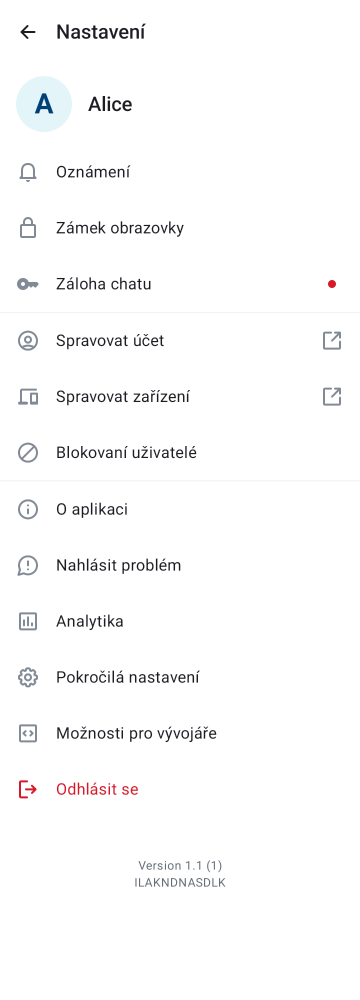 Nastavení
A
Alice
Oznámení
Zámek obrazovky
Záloha chatu
Spravovat účet
Spravovat zařízení
Blokovaní uživatelé
O aplikaci
Nahlásit problém
Analytika
Pokročilá nastavení
Možnosti pro vývojáře
Odhlásit se
Version 1.1 (1)
ILAKNDNASDLK